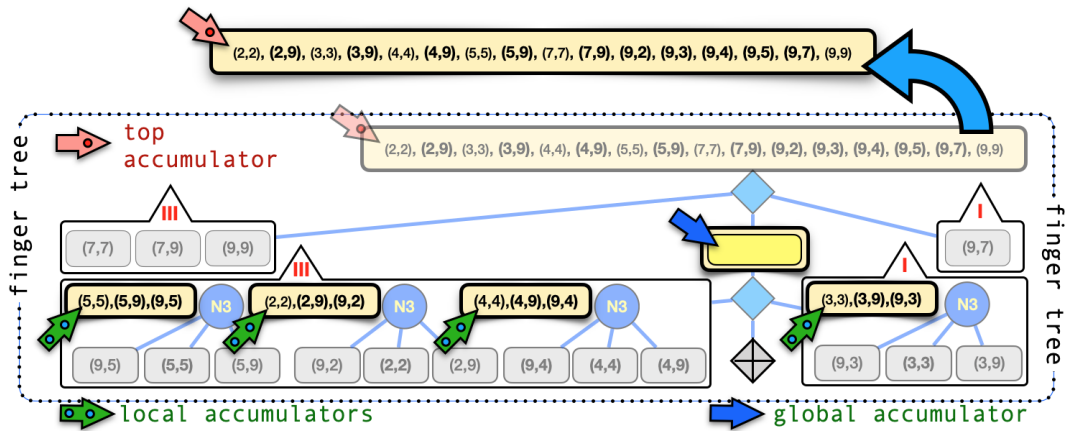 (2,2), (2,9), (3,3), (3,9), (4,4), (4,9), (5,5), (5,9), (7,7), (7,9), (9,2), (9,3), (9,4), (9,5), (9,7), (9,9)
finger tree
top
accumulator
(2,2), (2,9), (3,3), (3,9), (4,4), (4,9), (5,5), (5,9), (7,7), (7,9), (9,2), (9,3), (9,4), (9,5), (9,7), (9,9)
finger tree
III
I
(7,7) (7,9) (9,9)
(9,7)
III
I
(5,5),(5,9),(9,5) N3 (2,2),(2,9),(9,2) N3 (4,4),(4,9),(9,4) N3
(3,3),(3,9),(9,3) N3
(9,5) (5,5) (5,9) (9,2) (2,2) (2,9) (9,4) (4,4) (4,9)
(9,3) (3,3) (3,9)
local accumulators
global accumulator